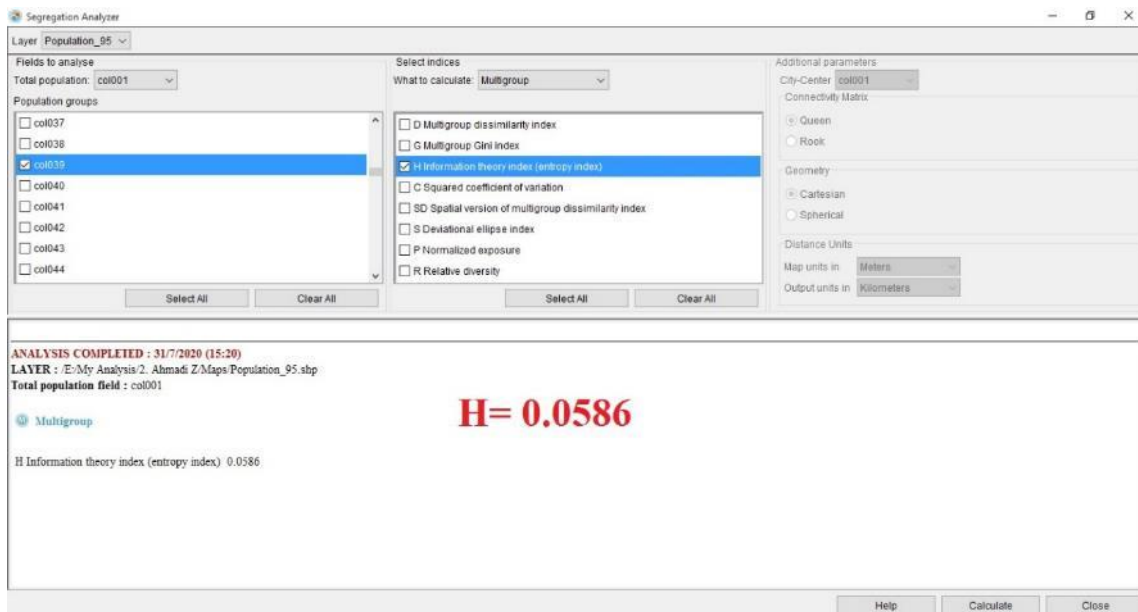 Segregation Analyzer
Layer Population_95
Fields to analyse
Total population: col001
Population groups
col037
col038
col039
col040
col041
col042
col043
col044
Select All Clear All
Select indices
What to calculate: Multigroup
D Multigroup dissimilarity index
G Multigroup Gini index
H Information theory index (entropy index)
C Squared coefficient of variation
SD Spatial version of multigroup dissimilarity index
S Deviational ellipse index
P Normalized exposure
R Relative diversity
Select All Clear All
Additional parameters
City-Center col001
Connectivity Matrix
Queen
Rook
Geometry
Cartesian
Spherical
Distance Units
Map units in Meters
Output units in Kilometers
ANALYSIS COMPLETED : 31/7/2020 (15:20)
LAYER : /E:/My Analysis/2. Ahmadi Z/Maps/Population_95.shp
Total population field : col001
Multigroup
H= 0.0586
H Information theory index (entropy index) 0.0586
Help Calculate Close